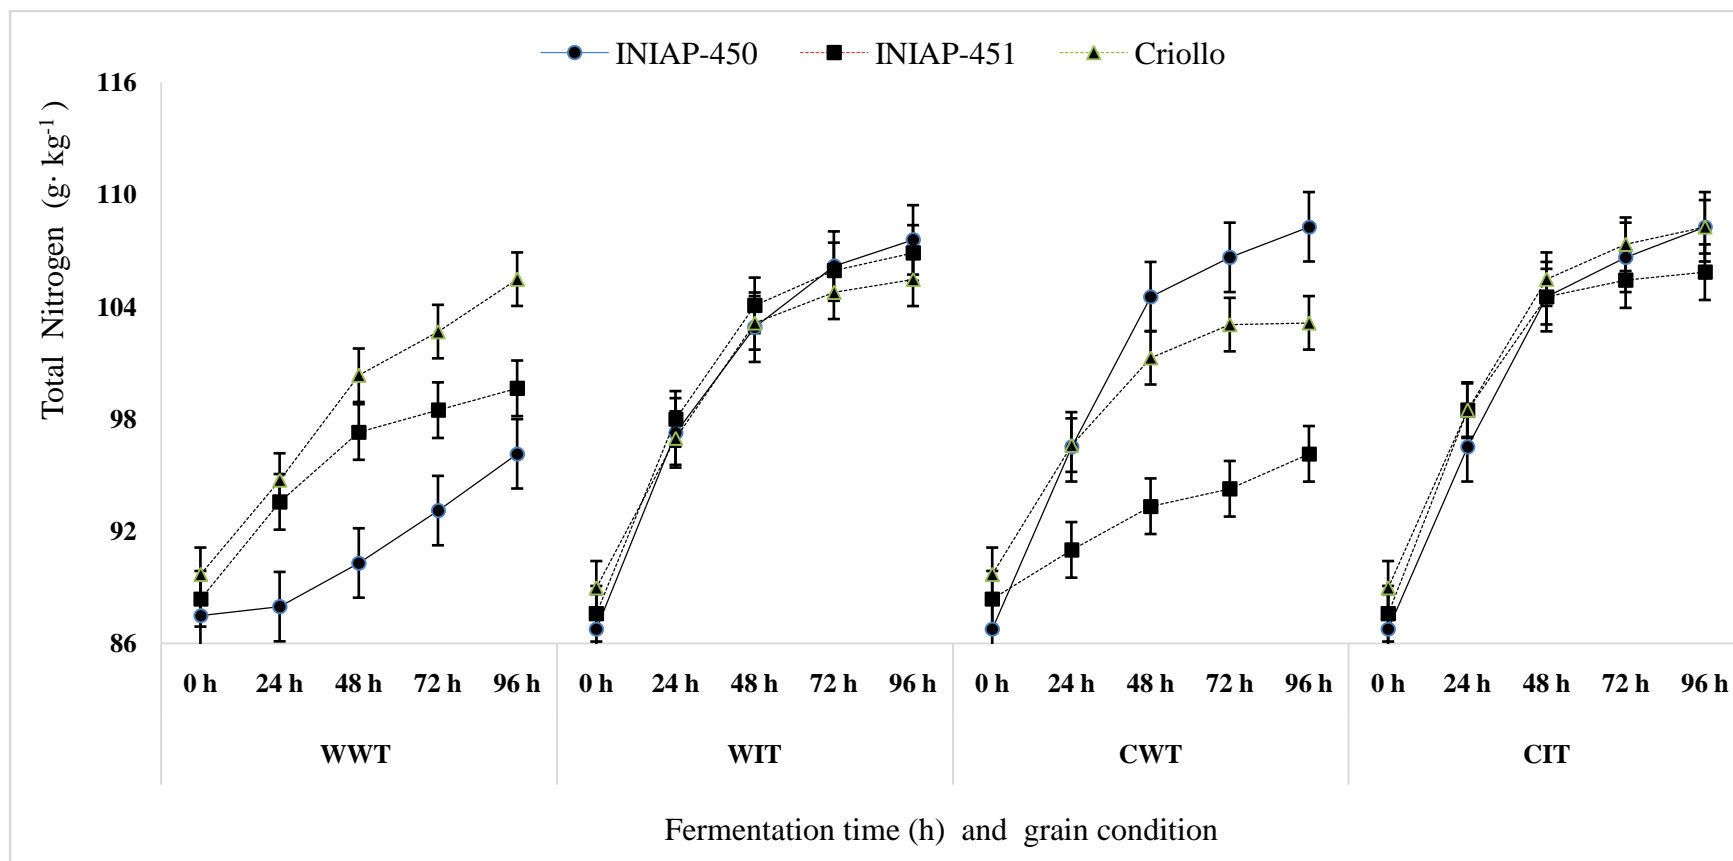 INIAP-450 INIAP-451 Criollo
Total Nitrogen (g· kg-1 )
116
110
104
98
92
86
0 h 24 h 48 h 72 h 96 h 0 h 24 h 48 h 72 h 96 h 0 h 24 h 48 h 72 h 96 h 0 h 24 h 48 h 72 h 96 h
WWT WIT CWT CIT
Fermentation time (h) and grain condition